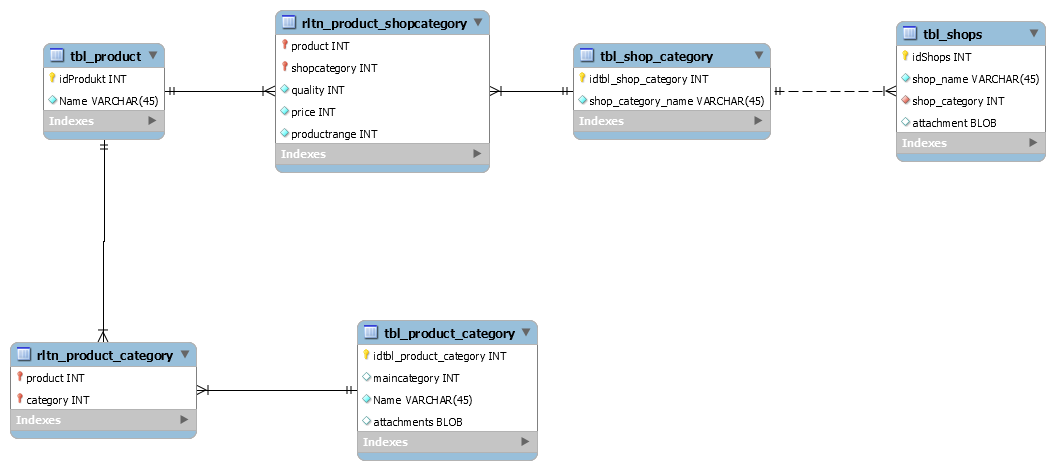 tbl_product
idProdukt INT
Name VARCHAR(45)
Indexes
rltn_product_shopcategory
product INT
shopcategory INT
quality INT
price INT
productrange INT
Indexes
tbl_shop_category
idtbl_shop_category INT
shop_category_name VARCHAR(45)
Indexes
tbl_shops
idShops INT
shop_name VARCHAR(45)
shop_category INT
attachment BLOB
Indexes
rltn_product_category
product INT
category INT
Indexes
tbl_product_category
idtbl_product_category INT
maincategory INT
Name VARCHAR(45)
attachments BLOB
Indexes